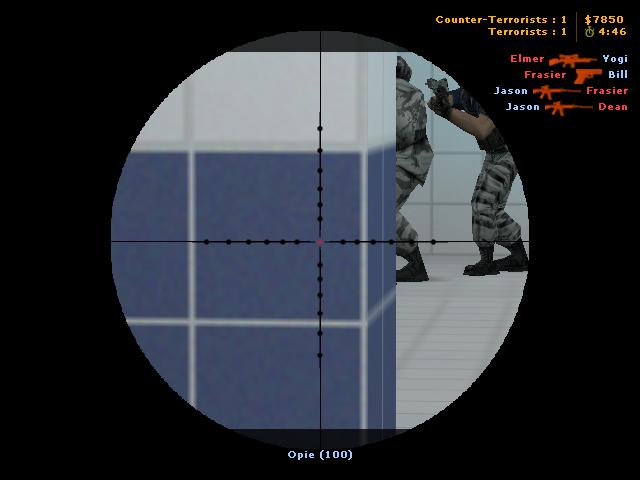 Counter-Terrorists : 1 $7850
Terrorists : 1 4:46
Elmer Yogi
Frasier Bill
Jason Frasier
Jason Dean
Opie (100)